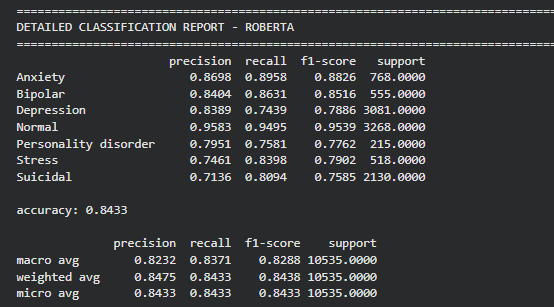 ================================================================================
DETAILED CLASSIFICATION REPORT - ROBERTA
================================================================================
precision recall f1-score support
Anxiety 0.8698 0.8958 0.8826 768.0000
Bipolar 0.8404 0.8631 0.8516 555.0000
Depression 0.8389 0.7439 0.7886 3081.0000
Normal 0.9583 0.9495 0.9539 3268.0000
Personality disorder 0.7951 0.7581 0.7762 215.0000
Stress 0.7461 0.8398 0.7902 518.0000
Suicidal 0.7136 0.8094 0.7585 2130.0000
accuracy: 0.8433
precision recall f1-score support
macro avg 0.8232 0.8371 0.8288 10535.0000
weighted avg 0.8475 0.8433 0.8438 10535.0000
micro avg 0.8433 0.8433 0.8433 10535.0000